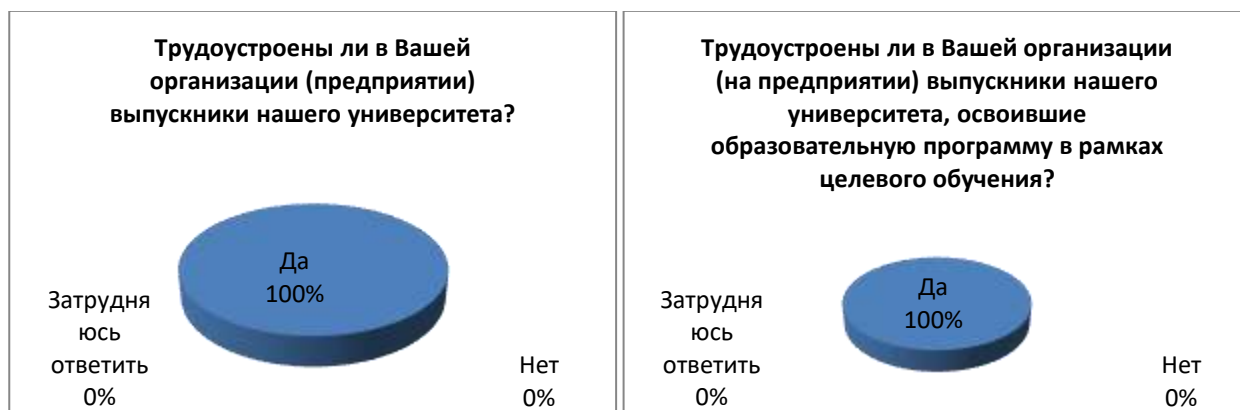 Трудоустроены ли в Вашей
организации (предприятии)
выпускники нашего университета?
Да
100%
Затрудня
юсь
ответить
0%
Нет
0%
Трудоустроены ли в Вашей организации
(на предприятии) выпускники нашего
университета, освоившие
образовательную программу в рамках
целевого обучения?
Да
100%
Затрудня
юсь
ответить
0%
Нет
0%